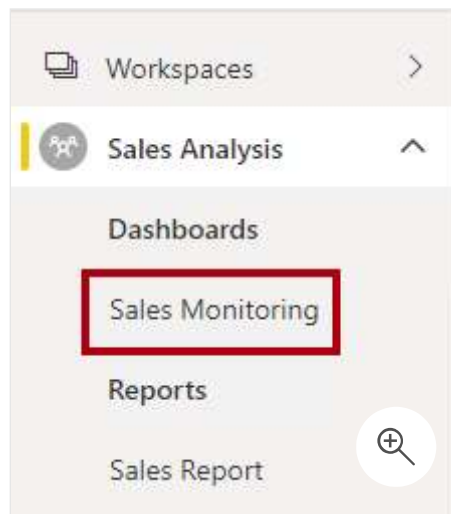 Workspaces
Sales Analysis
Dashboards
Sales Monitoring
Reports
Sales Report